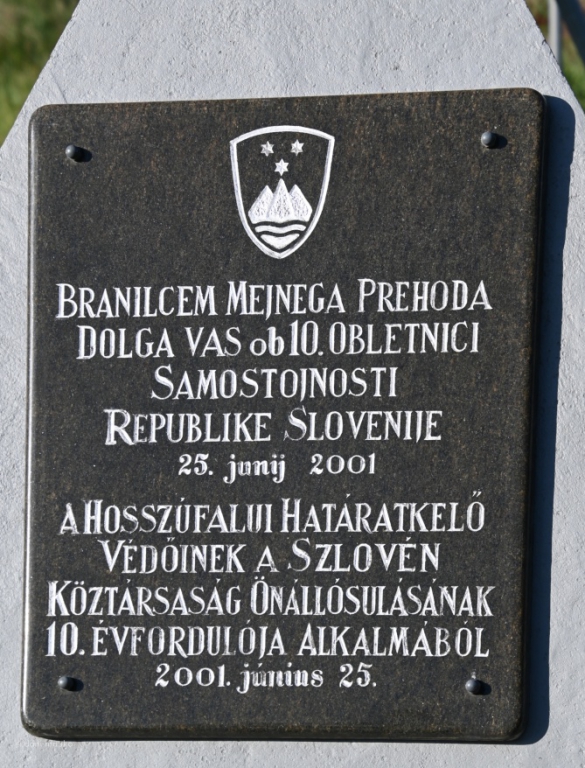 BRANILCEM MEJNEGA PREHODA
DOLGA VAS ob 10. OBLETNICI
SAMOSTOJNOSTI
REPUBLIKE SLOVENIJE
25. junij 2001
A HOSSZÚFALUI HATÁRATKELŐ
VÉDŐINEK A SZLOVÉN
KÖZTÁRSASÁG ÖNÁLLÓSULÁSÁNAK
10. ÉVFORDULÓJA ALKALMÁBÓL
2001. június 25.